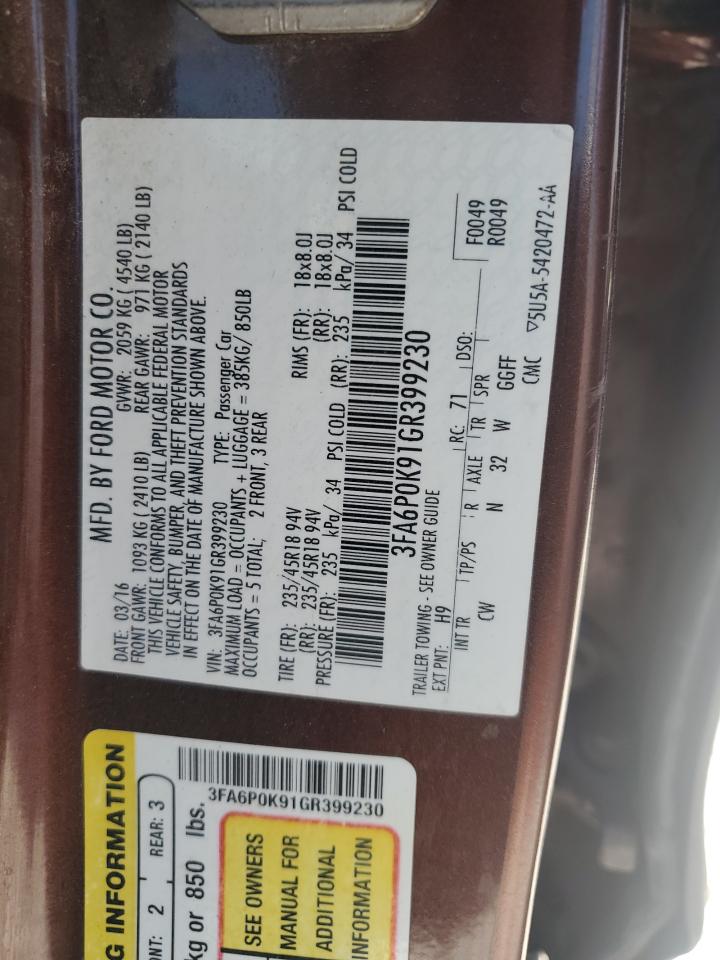 MFD. BY FORD MOTOR CO.
DATE: 03/16 GVWR: 2059 KG ( 4540 LB)
FRONT GAWR: 1093 KG ( 2410 LB) REAR GAWR: 971 KG ( 2140 LB)
THIS VEHICLE CONFORMS TO ALL APPLICABLE FEDERAL MOTOR
VEHICLE SAFETY, BUMPER, AND THEFT PREVENTION STANDARDS
IN EFFECT ON THE DATE OF MANUFACTURE SHOWN ABOVE.
VIN: 3FA6P0K91GR399230 TYPE: Passenger Car
MAXIMUM LOAD = OCCUPANTS + LUGGAGE = 385KG/ 850LB
OCCUPANTS = 5 TOTAL; 2 FRONT, 3 REAR
TIRE (FR): 235/45R18 94V RIMS (FR): 18x8.0J
(RR): 235/45R18 94V (RR): 18x8.0J
PRESSURE (FR): 235 kPa/ 34 PSI COLD (RR): 235 kPa/ 34 PSI COLD
3FA6P0K91GR399230
TRAILER TOWING - SEE OWNER GUIDE
EXT PNT: H9 RC: 71 DSO: F0049
R0049
INT TR TP/PS R AXLE TR SPR
CW N 32 W GGFF
CMC ▽5U5A-5420472-AA
G INFORMATION
ONT: 2 REAR: 3
kg or 850 lbs.
3FA6P0K91GR399230
SEE OWNERS
MANUAL FOR
ADDITIONAL
INFORMATION